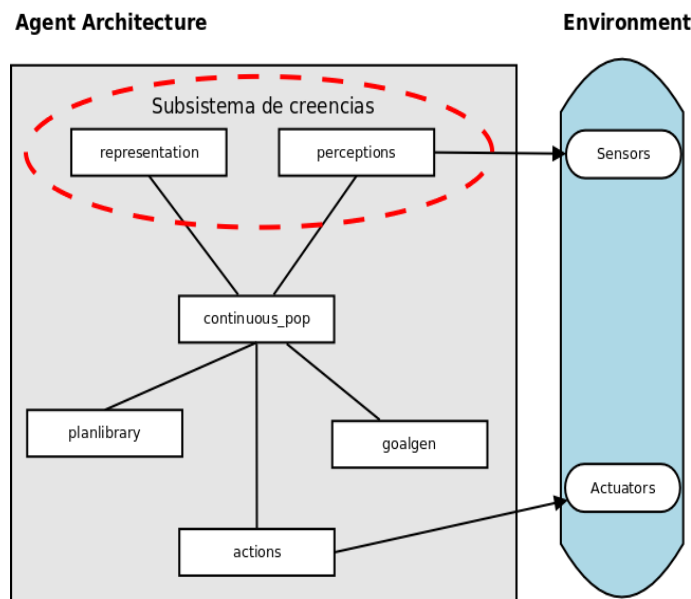 Agent Architecture
Environment
Subsistema de creencias
representation
perceptions
Sensors
continuous_pop
planlibrary
goalgen
Actuators
actions